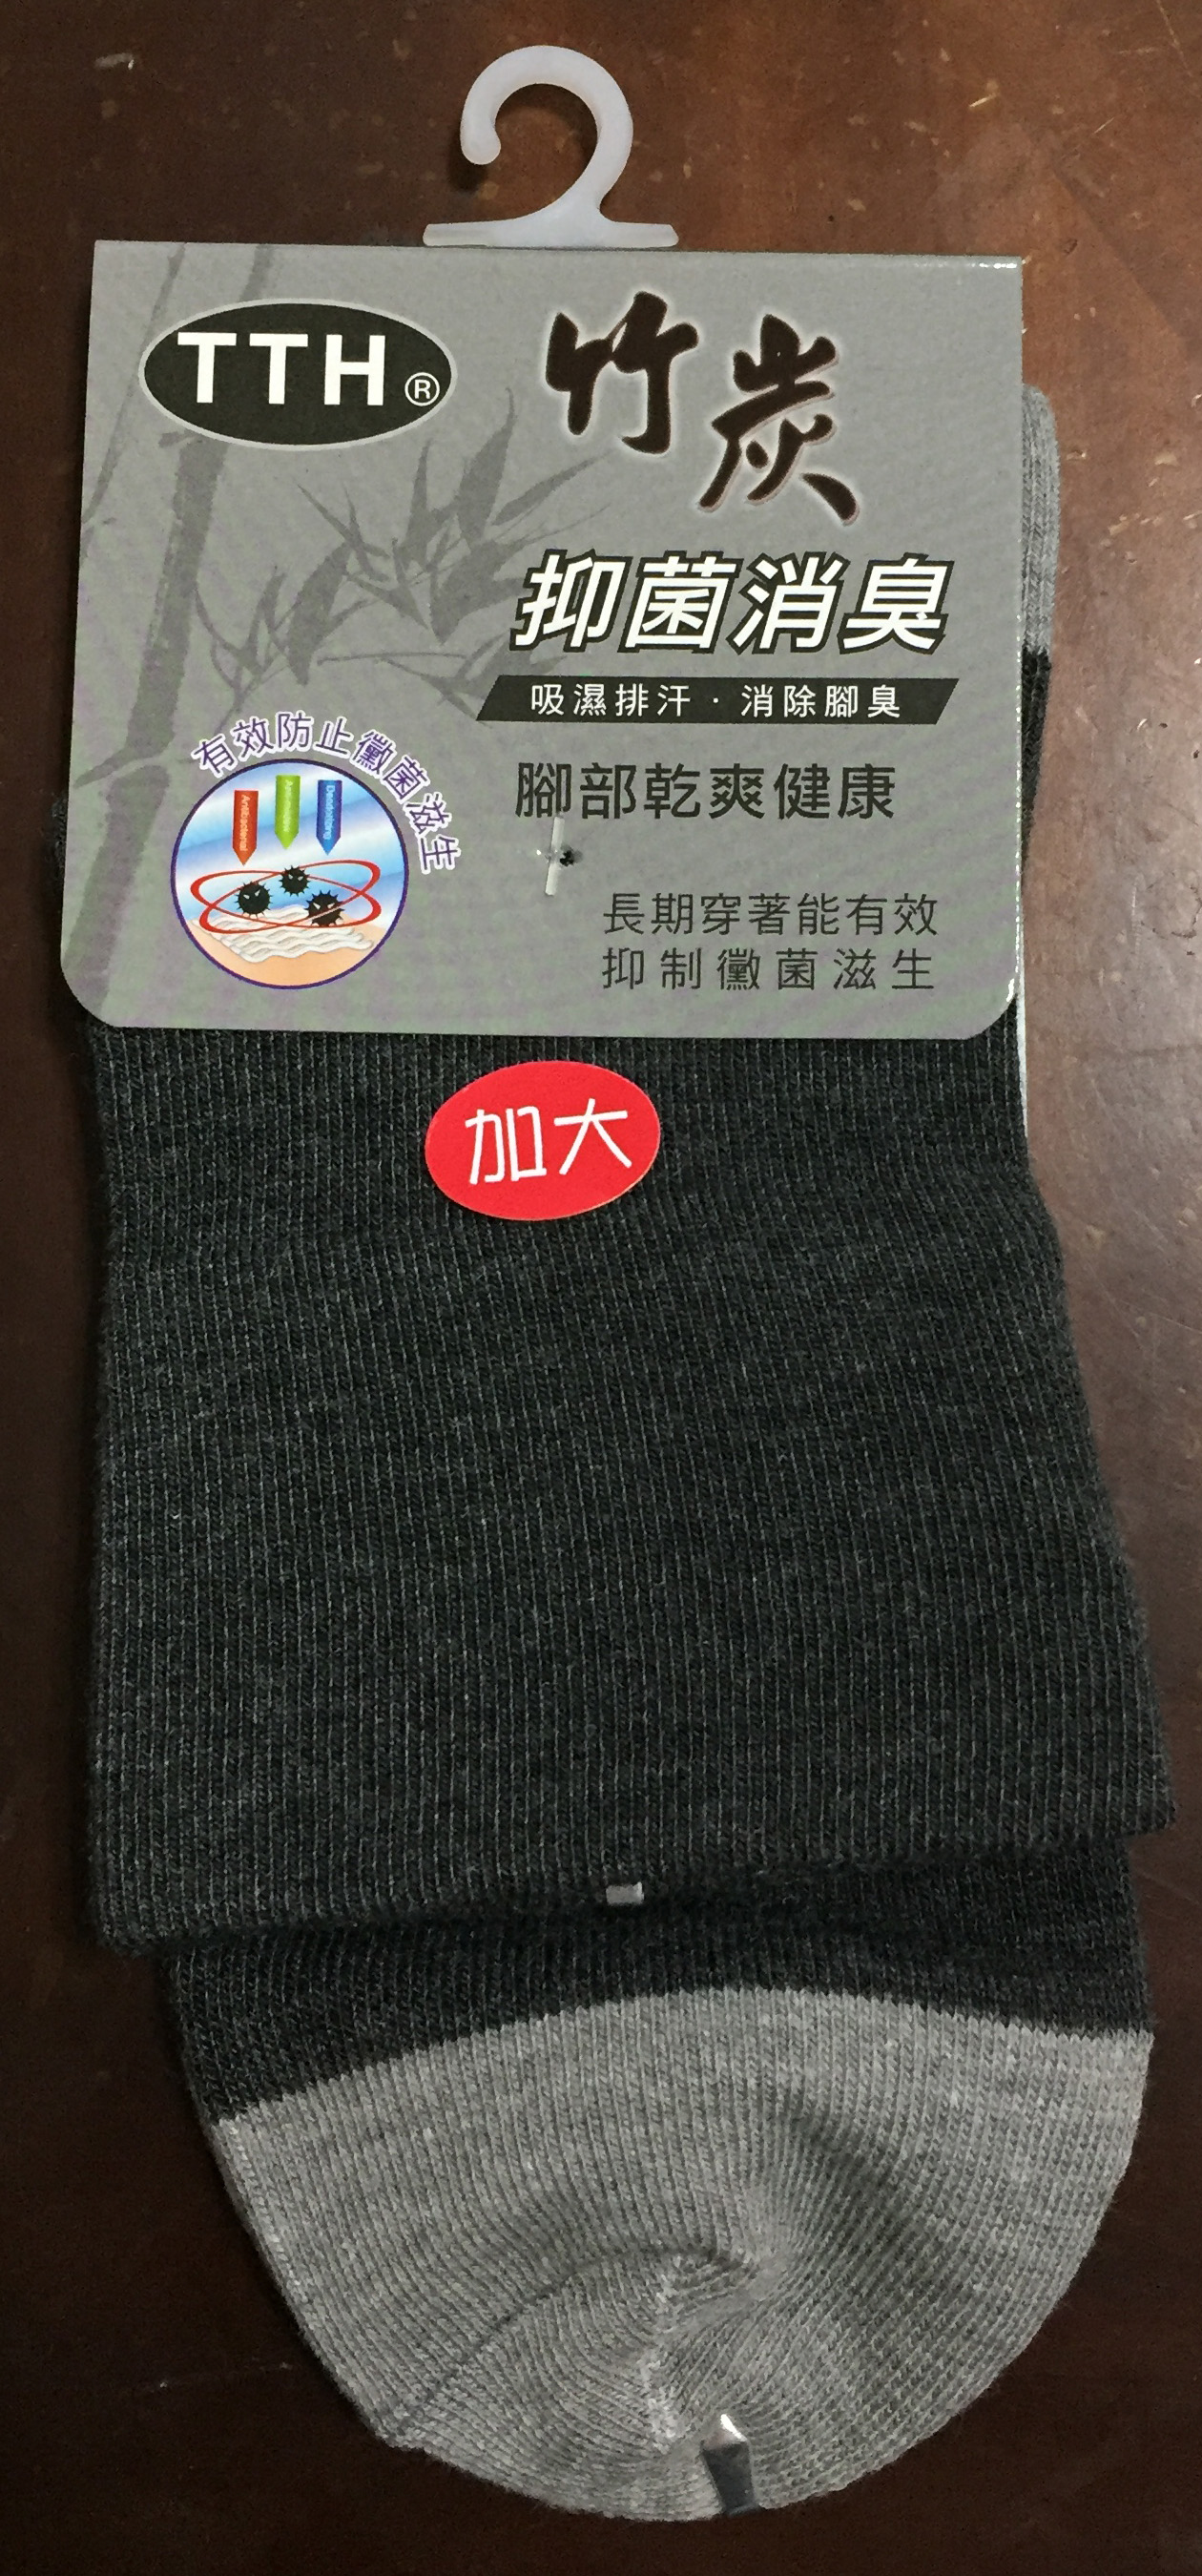 TTH®
竹炭
抑菌消臭
吸濕排汗·消除腳臭
腳部乾爽健康
有效防止黴菌滋生
Antibacterial
Deodorizing
長期穿著能有效
抑制黴菌滋生
加大